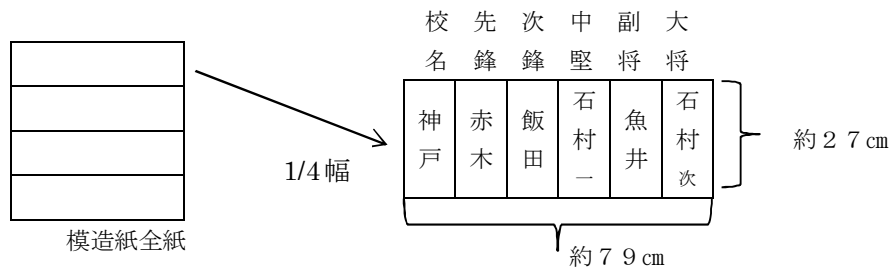 校名
先鋒
次鋒
中堅
副将
大将
神戸
赤木
飯田
石村一
魚井
石村次
約27㎝
1/4幅
模造紙全紙
約79㎝